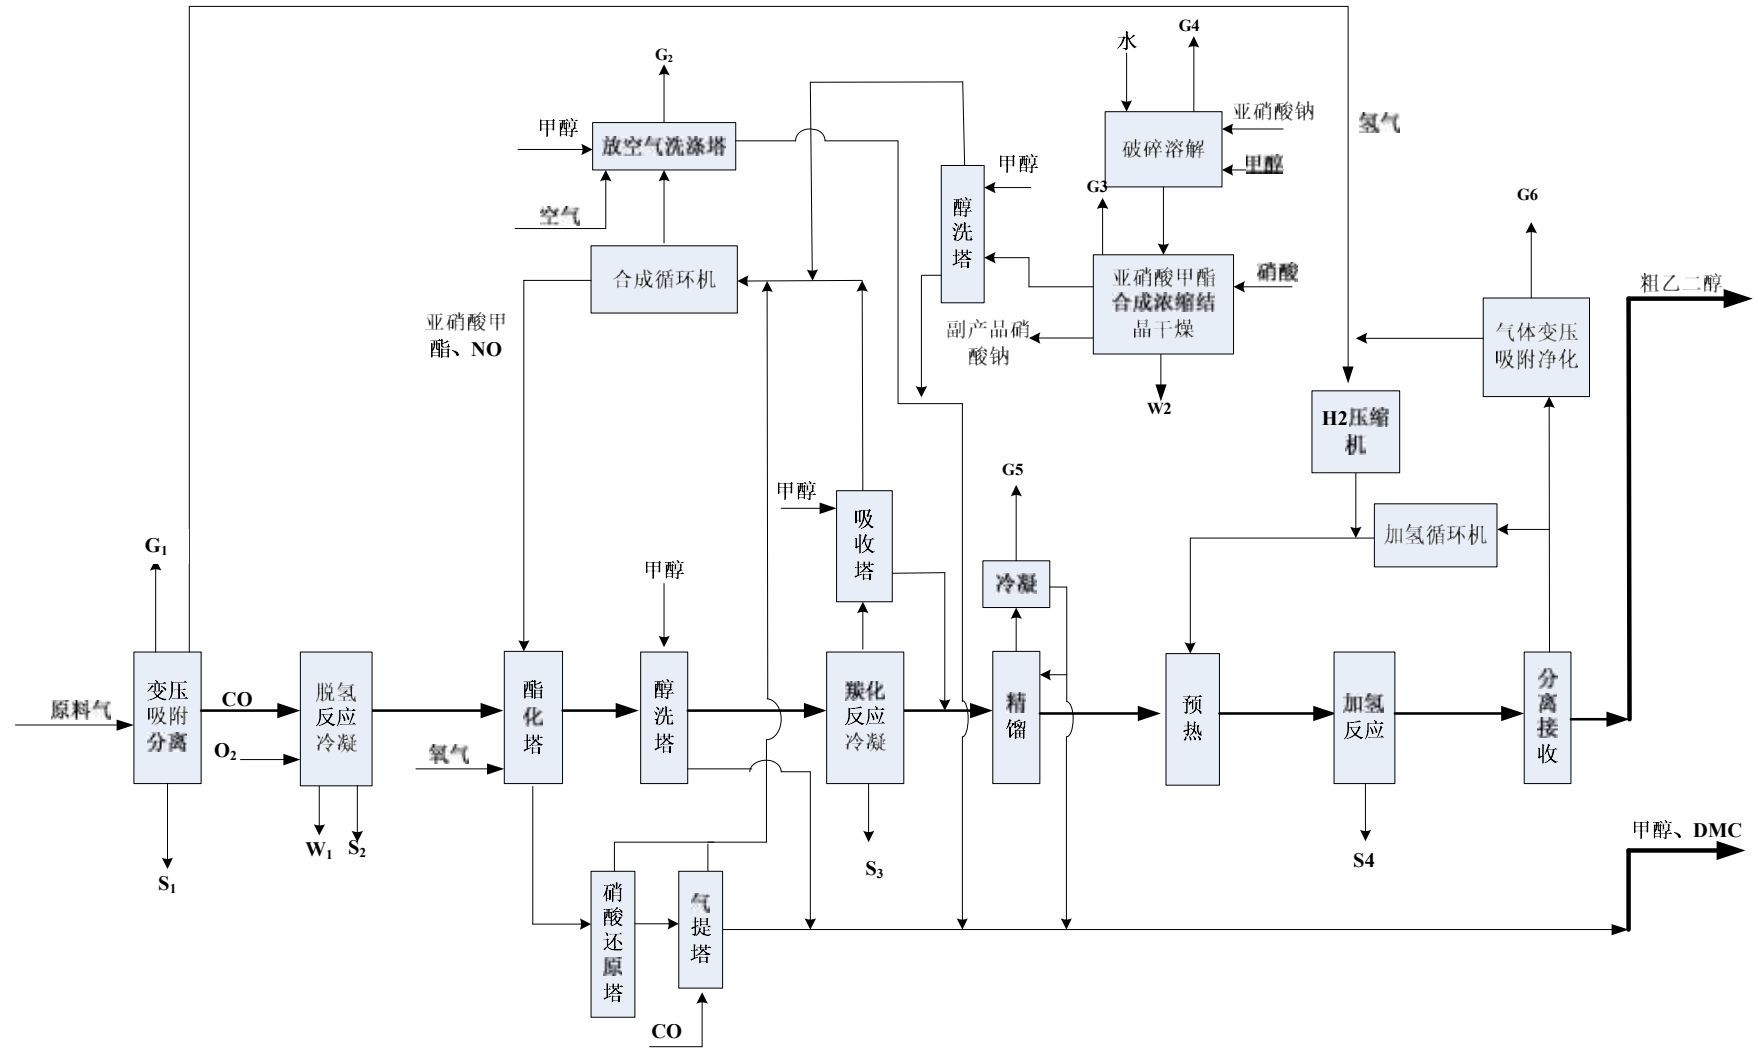 G4
水
G₂
亚硝酸钠
氢气
甲醇
放空气洗涤塔
破碎溶解
甲醇
甲醇
G3
G6
空气
醇
洗
塔
合成循环机
亚硝酸甲酯
合成浓缩结
晶干燥
硝酸
粗乙二醇
亚硝酸甲
酯、NO
副产品硝
酸钠
气体变压
吸附净化
W2
H2压缩
机
G5
甲醇
吸
收
塔
加氢循环机
G₁
甲醇
冷凝
原料气
变压
吸附
分离
CO
O₂
脱氢
反应
冷凝
氧气
酯
化
塔
醇
洗
塔
羰化
反应
冷凝
精
馏
预
热
加氢
反应
分
离
接
收
甲醇、DMC
W₁
S₂
S₁
S₃
S4
硝
酸
还
原
塔
气
提
塔
CO